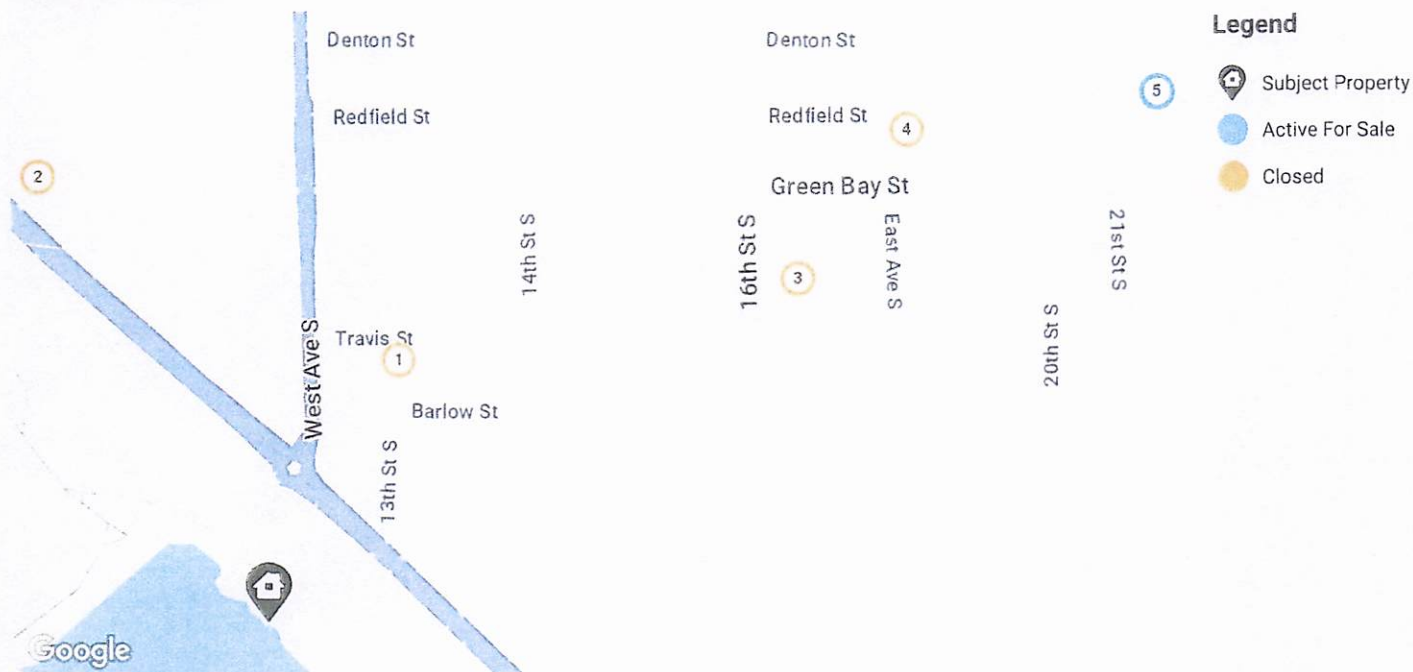 Denton St
Denton St
Legend
5
Subject Property
Redfield St
Redfield St
4
Active For Sale
2
Green Bay St
Closed
14th St S
16th St S
3
East Ave S
21st St S
West Ave S
Travis St
1
20th St S
Barlow St
13th St S
Google